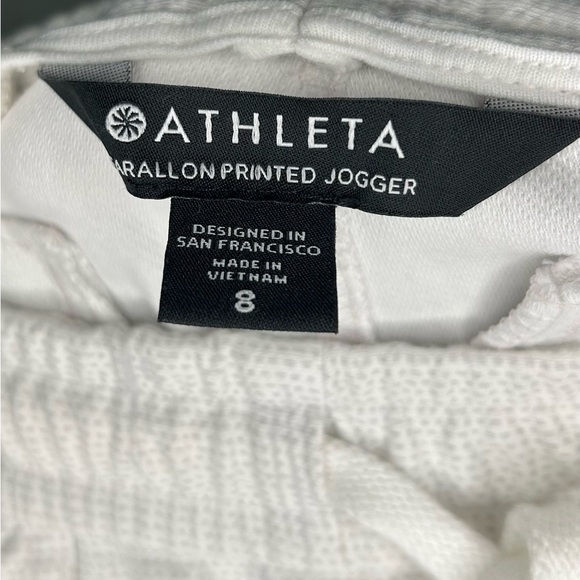 ATHLETA
ARALLON PRINTED JOGGER
DESIGNED IN
SAN FRANCISCO
MADE IN
VIETNAM
8